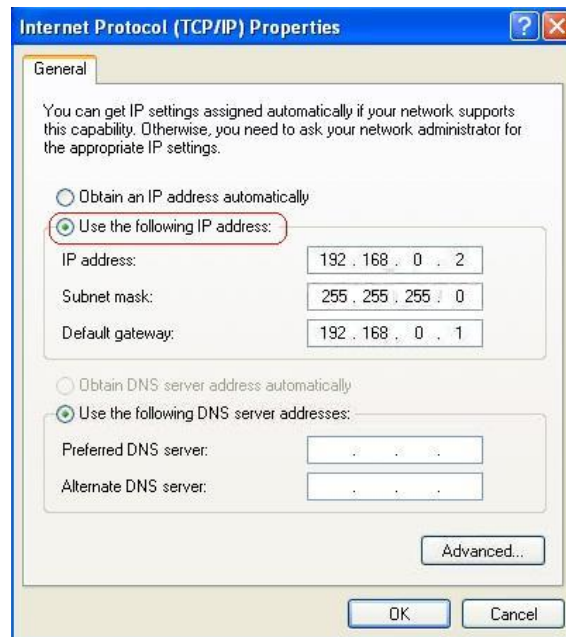 Internet Protocol (TCP/IP) Properties
General
You can get IP settings assigned automatically if your network supports
this capability. Otherwise, you need to ask your network administrator for
the appropriate IP settings.
Obtain an IP address automatically
Use the following IP address:
IP address: 192 . 168 . 0 . 2
Subnet mask: 255 . 255 . 255 . 0
Default gateway: 192 . 168 . 0 . 1
Obtain DNS server address automatically
Use the following DNS server addresses:
Preferred DNS server: . . .
Alternate DNS server: . . .
Advanced...
OK Cancel